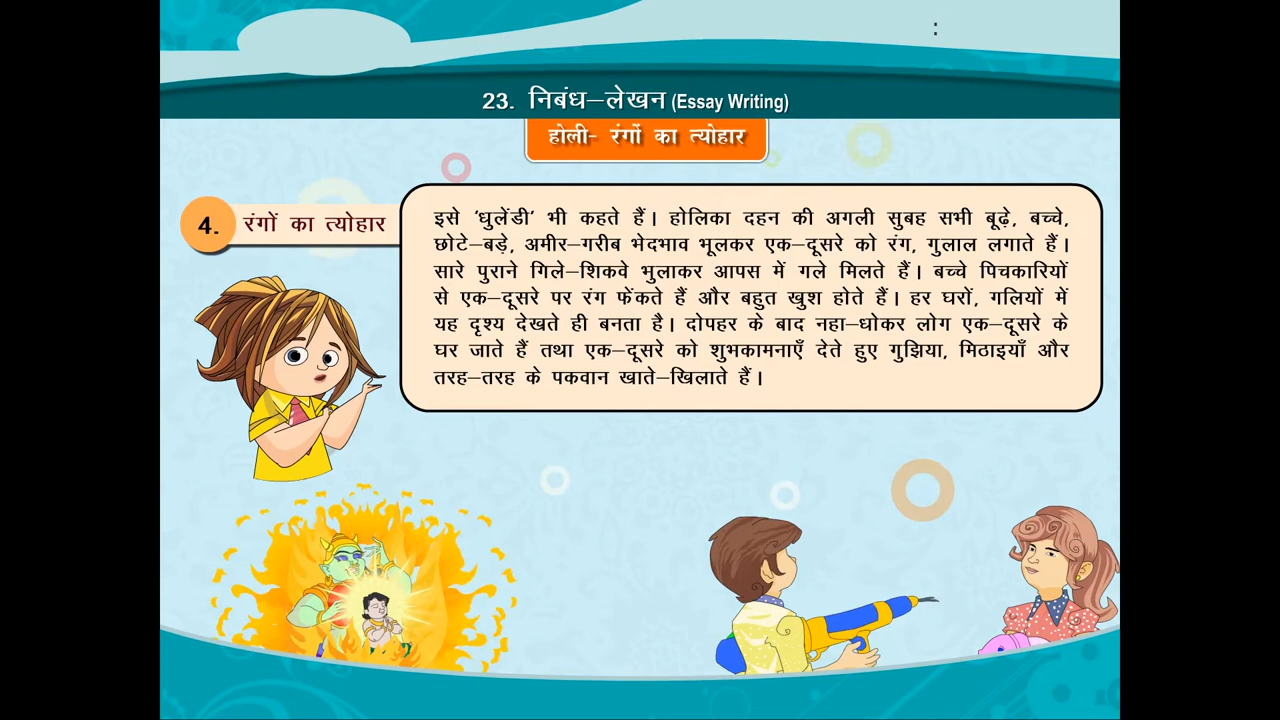 :
23. निबंध–लेखन (Essay Writing)
होली- रंगों का त्योहार
4. रंगों का त्योहार
इसे 'धुलेंडी' भी कहते हैं। होलिका दहन की अगली सुबह सभी बूढ़े, बच्चे,
छोटे–बड़े, अमीर–गरीब भेदभाव भूलकर एक–दूसरे को रंग, गुलाल लगाते हैं।
सारे पुराने गिले–शिकवे भुलाकर आपस में गले मिलते हैं। बच्चे पिचकारियों
से एक–दूसरे पर रंग फेंकते हैं और बहुत खुश होते हैं। हर घरों, गलियों में
यह दृश्य देखते ही बनता है। दोपहर के बाद नहा–धोकर लोग एक–दूसरे के
घर जाते हैं तथा एक–दूसरे को शुभकामनाएँ देते हुए गुझिया, मिठाइयाँ और
तरह–तरह के पकवान खाते–खिलाते हैं।